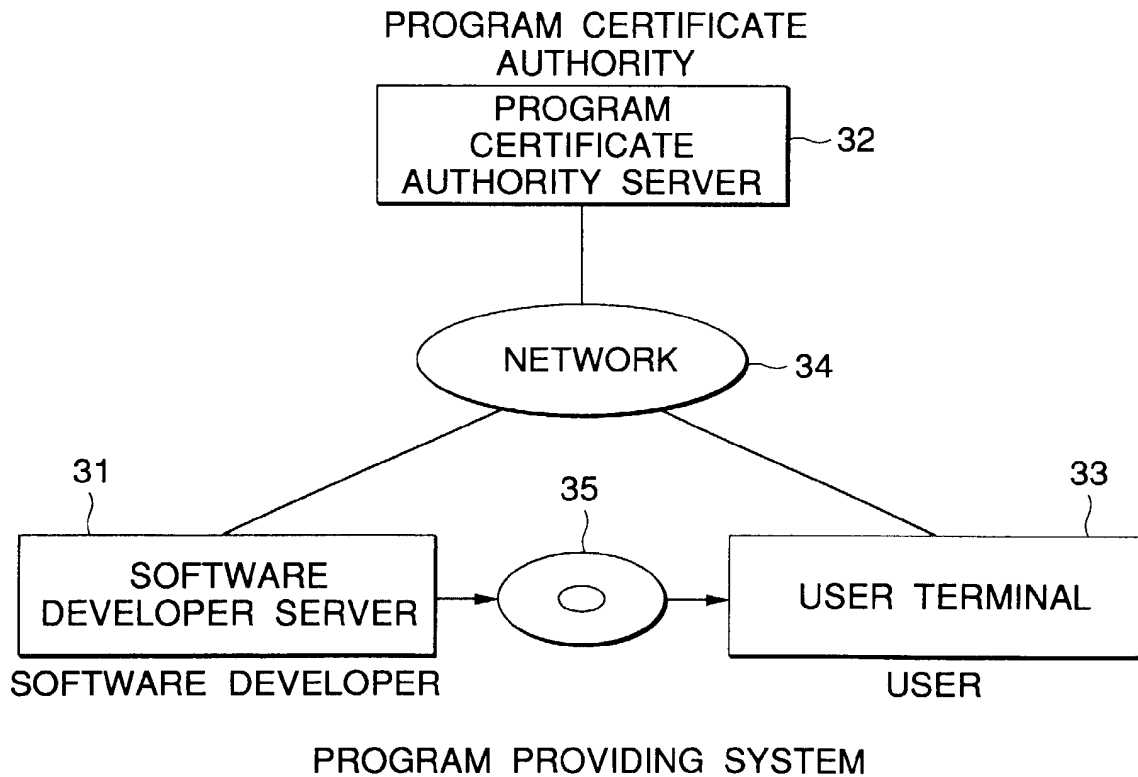 PROGRAM CERTIFICATE
AUTHORITY
PROGRAM
CERTIFICATE
AUTHORITY SERVER
32
NETWORK
34
31
35
33
SOFTWARE
DEVELOPER SERVER
USER TERMINAL
SOFTWARE DEVELOPER
USER
PROGRAM PROVIDING SYSTEM